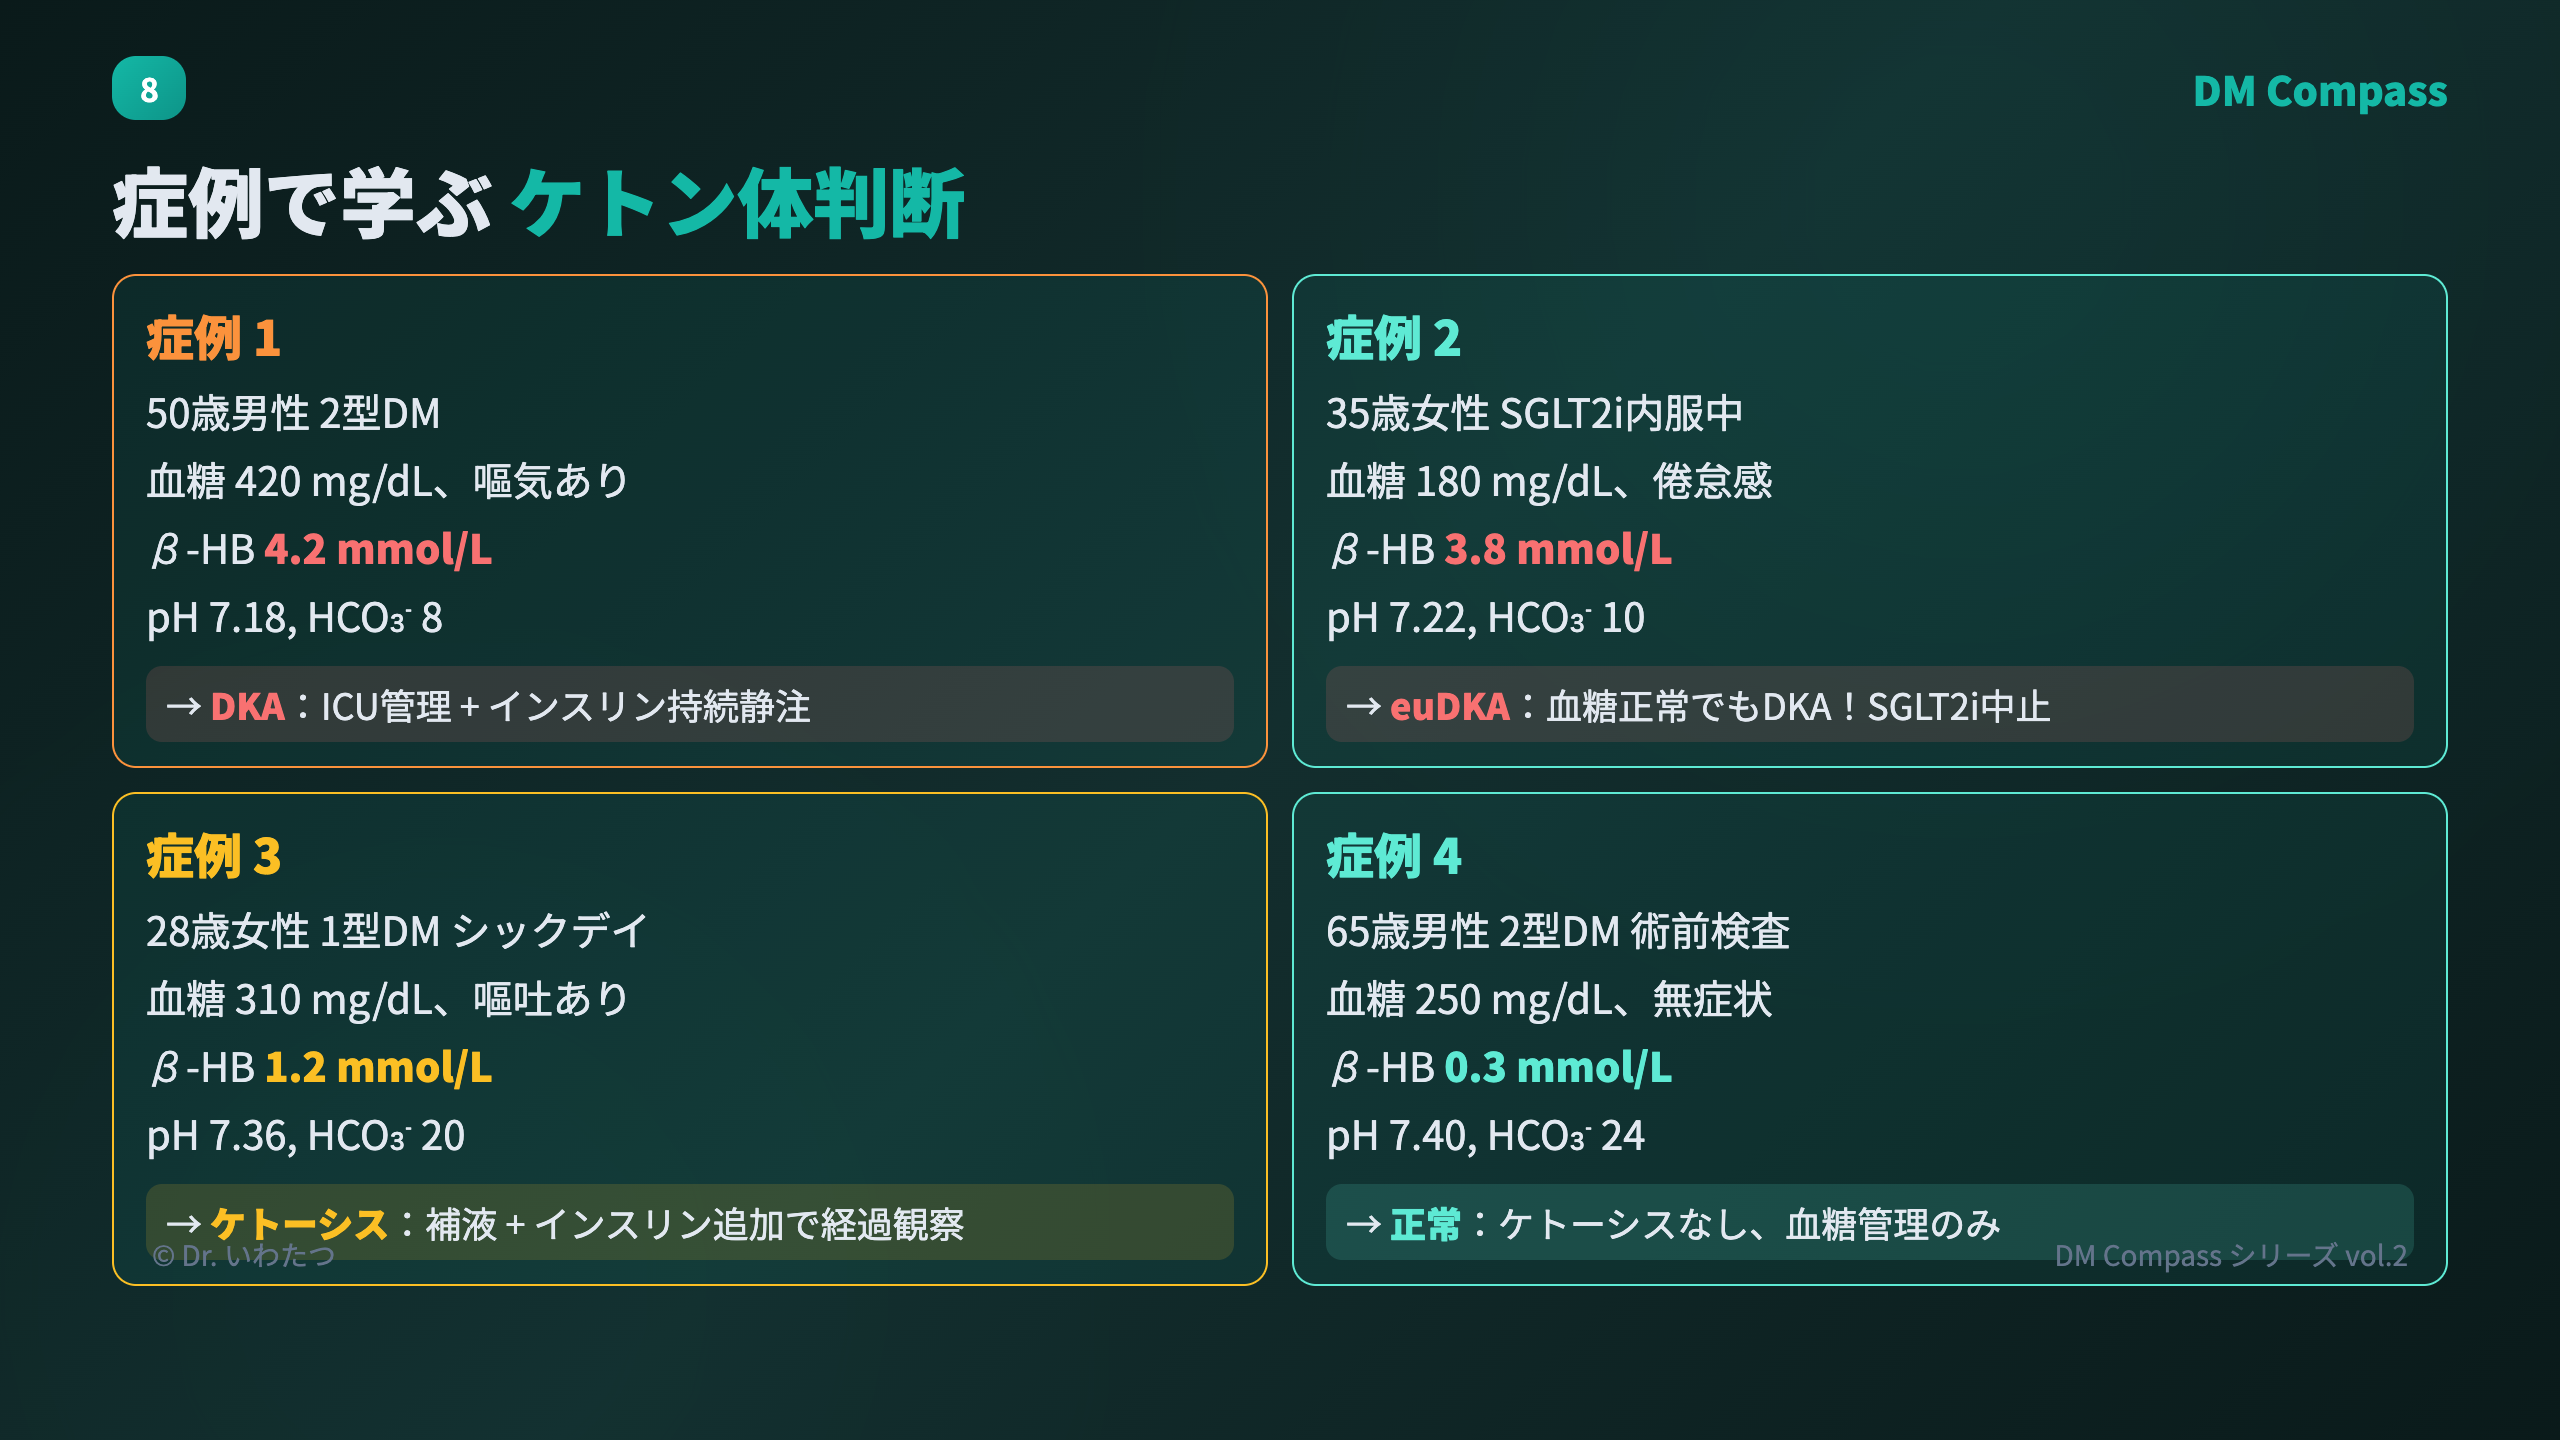 8
DM Compass
症例で学ぶ ケトン体判断
症例 1
50歳男性 2型DM
血糖 420 mg/dL、嘔気あり
β-HB 4.2 mmol/L
pH 7.18, HCO₃⁻ 8
→ DKA：ICU管理 + インスリン持続静注
症例 2
35歳女性 SGLT2i内服中
血糖 180 mg/dL、倦怠感
β-HB 3.8 mmol/L
pH 7.22, HCO₃⁻ 10
→ euDKA：血糖正常でもDKA！SGLT2i中止
症例 3
28歳女性 1型DM シックデイ
血糖 310 mg/dL、嘔吐あり
β-HB 1.2 mmol/L
pH 7.36, HCO₃⁻ 20
→ ケトーシス：補液 + インスリン追加で経過観察
症例 4
65歳男性 2型DM 術前検査
血糖 250 mg/dL、無症状
β-HB 0.3 mmol/L
pH 7.40, HCO₃⁻ 24
→ 正常：ケトーシスなし、血糖管理のみ
© Dr. いわたつ
DM Compass シリーズ vol.2